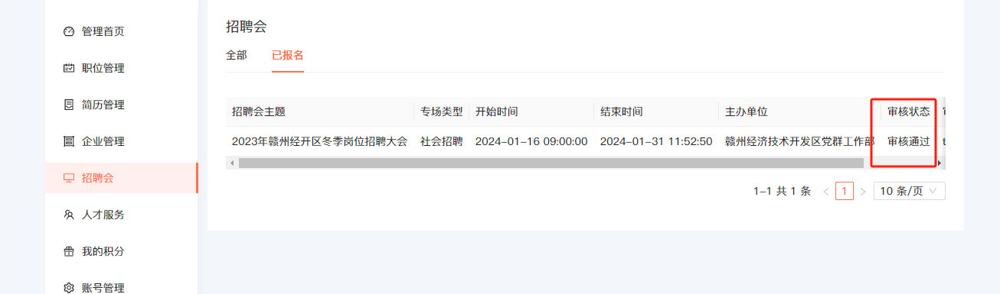 管理首页
职位管理
简历管理
企业管理
招聘会
人才服务
我的积分
账号管理
招聘会
全部 已报名
招聘会主题 专场类型 开始时间 结束时间 主办单位 审核状态
2023年赣州经开区冬季岗位招聘大会 社会招聘 2024-01-16 09:00:00 2024-01-31 11:52:50 赣州经济技术开发区党群工作部 审核通过
1-1 共 1 条 < 1 > 10 条/页